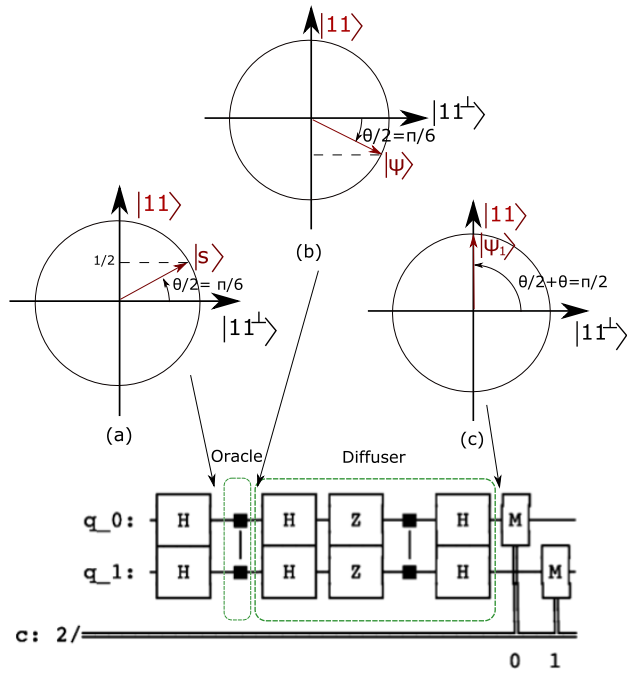 |11⟩
|11⊥⟩
θ/2=π/6
|ψ⟩
(b)
|11⟩
1/2
|s⟩
θ/2= π/6
|11⊥⟩
(a)
|11⟩
|ψ₁⟩
θ/2+θ=π/2
|11⊥⟩
(c)
Oracle Diffuser
q_0: H H Z H M
q_1: H H Z H M
c: 2/
0 1